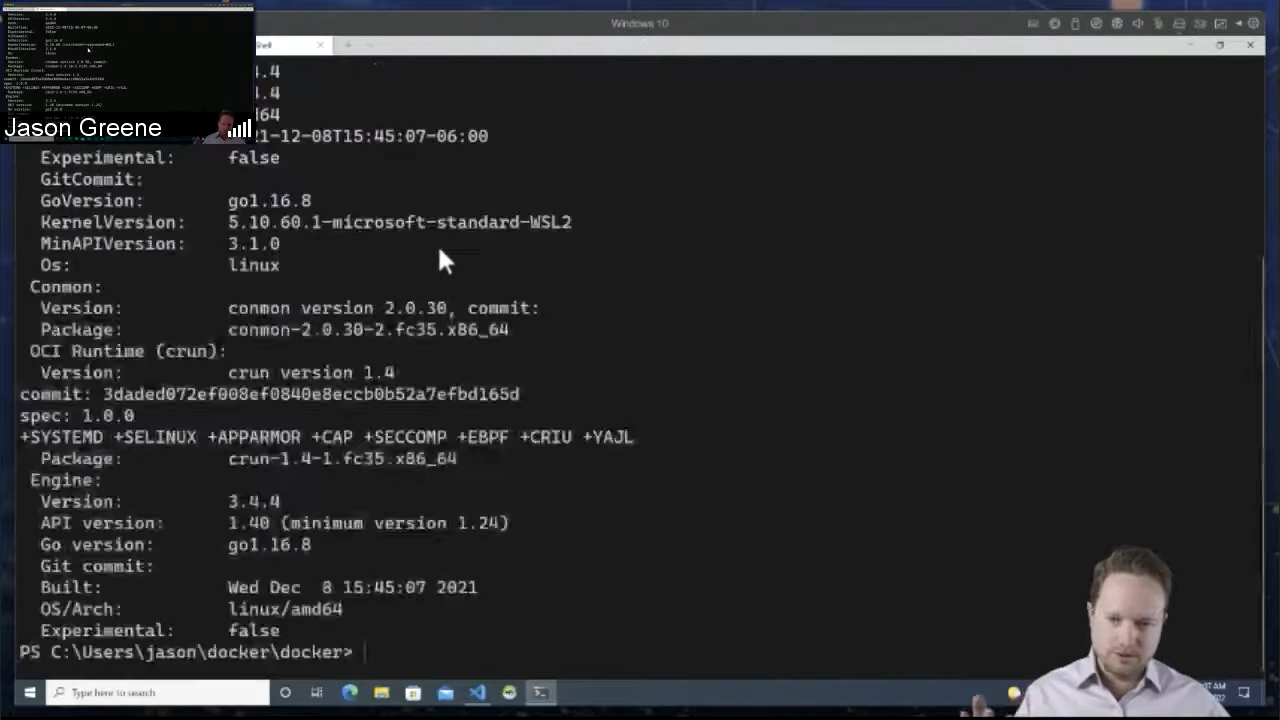 Windows 10
Jason Greene
21-12-08T15:45:07-06:00
Experimental: false
GitCommit:
GoVersion: go1.16.8
KernelVersion: 5.10.60.1-microsoft-standard-WSL2
MinAPIVersion: 3.1.0
Os: linux
Conmon:
Version: conmon version 2.0.30, commit:
Package: conmon-2.0.30-2.fc35.x86_64
OCI Runtime (crun):
Version: crun version 1.4
commit: 3daded072ef008ef0840e8eccb0b52a7efbd165d
spec: 1.0.0
+SYSTEMD +SELINUX +APPARMOR +CAP +SECCOMP +EBPF +CRIU +YAJL
Package: crun-1.4-1.fc35.x86_64
Engine:
Version: 3.4.4
API version: 1.40 (minimum version 1.24)
Go version: go1.16.8
Git commit:
Built: Wed Dec 8 15:45:07 2021
OS/Arch: linux/amd64
Experimental: false
PS C:\Users\jason\docker\docker>
Type here to search